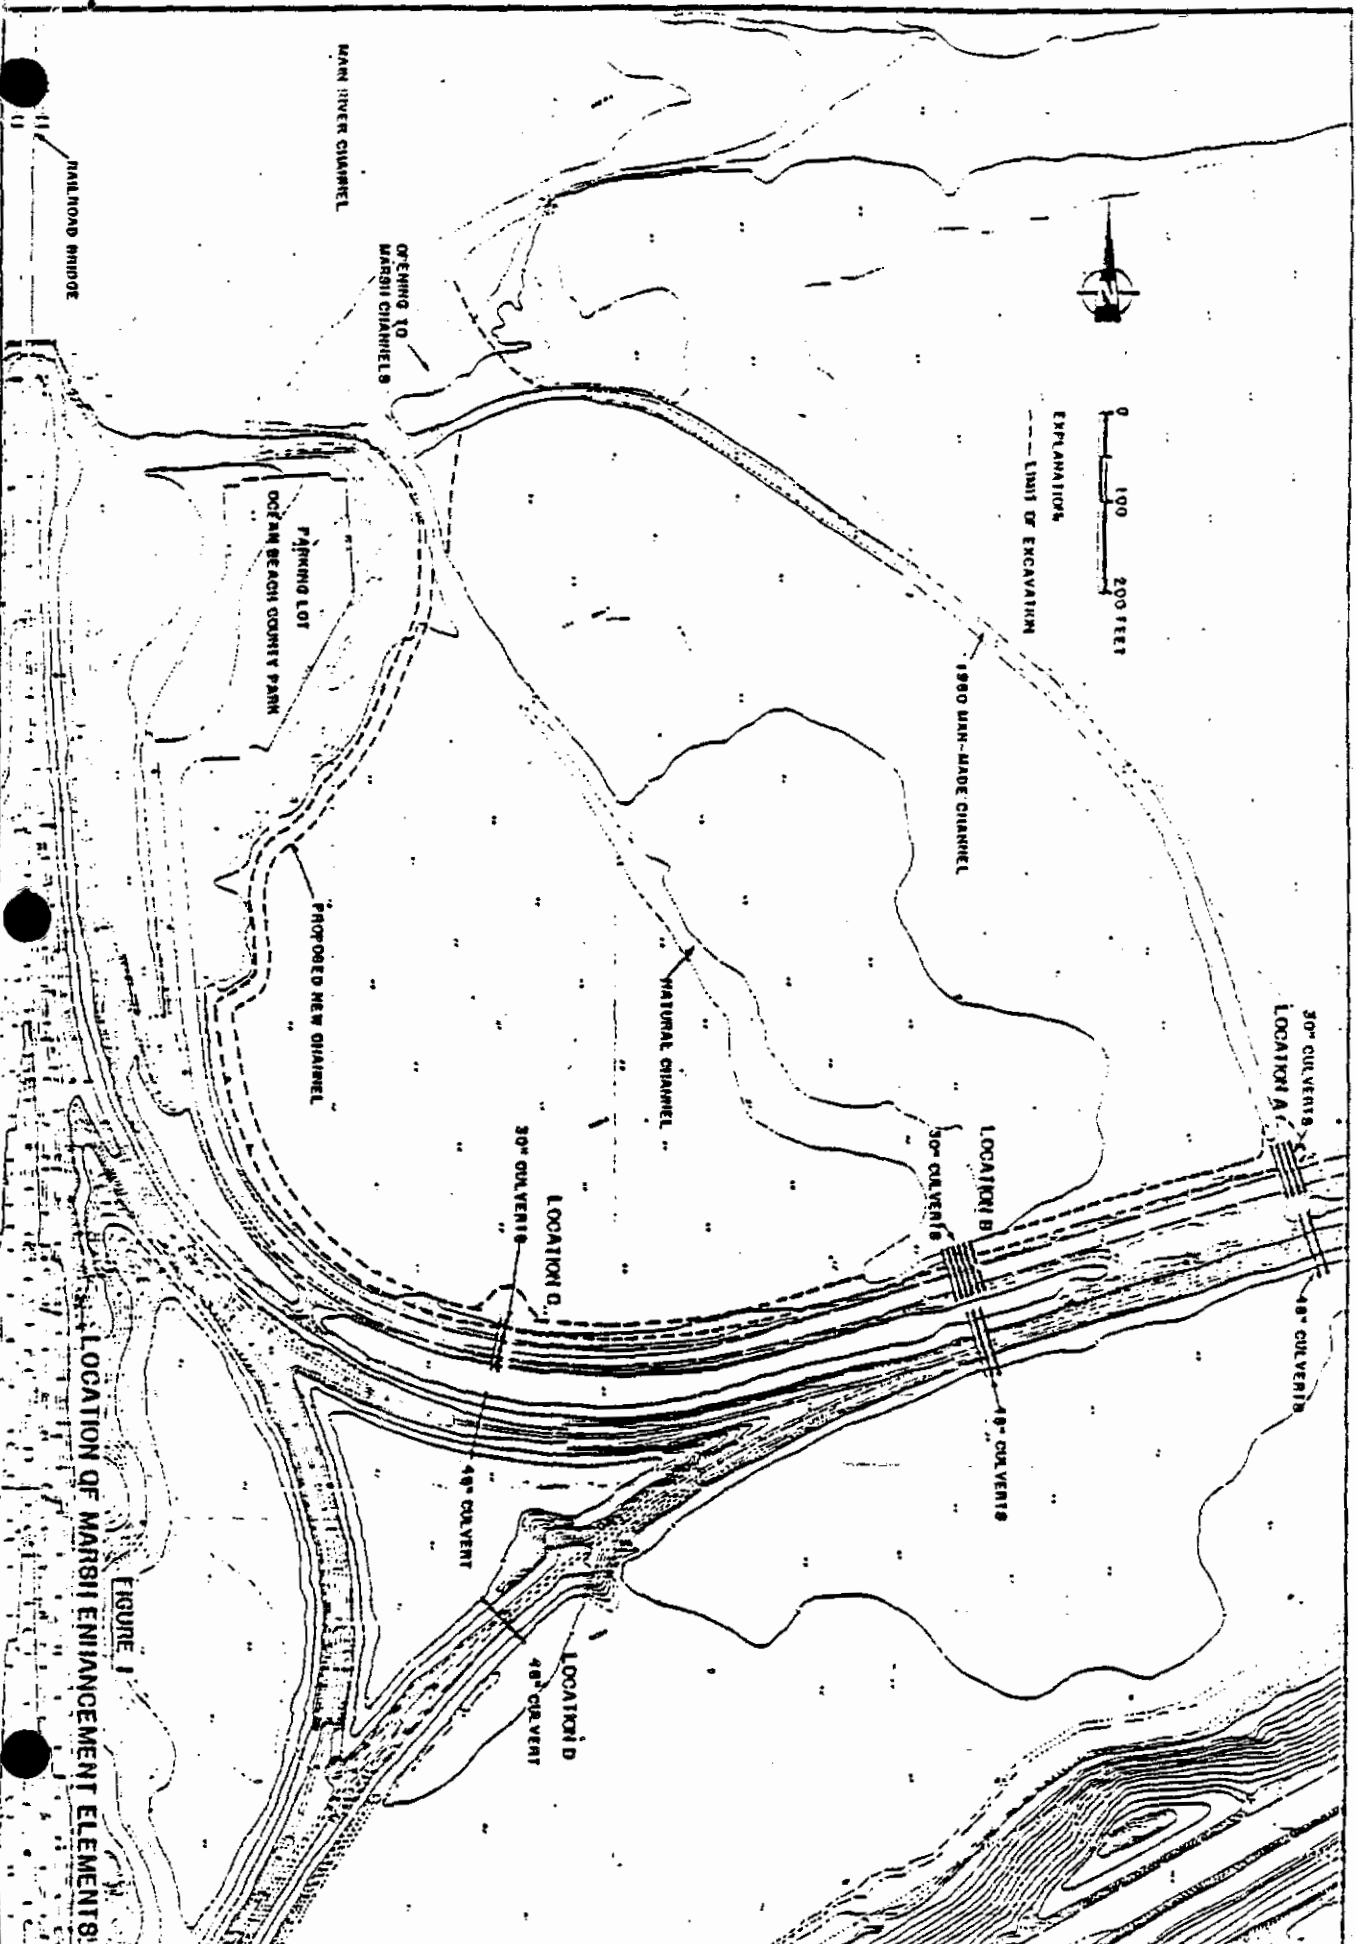 MAIN RIVER CHANNEL
RAILROAD BRIDGE
OPENING TO
MARSH CHANNELS
0 100 200 FEET
EXPLANATION:
LIMIT OF EXCAVATION
PARKING LOT
OCEAN BEACH COUNTY PARK
1980 MAN-MADE CHANNEL
PROPOSED NEW CHANNEL
NATURAL CHANNEL
30" CULVERTS
LOCATION A
48" CULVERTS
LOCATION B
30" CULVERTS
48" CULVERTS
LOCATION C
30" CULVERTS
48" CULVERT
LOCATION D
48" CULVERT
FIGURE 1
LOCATION OF MARSH ENHANCEMENT ELEMENTS